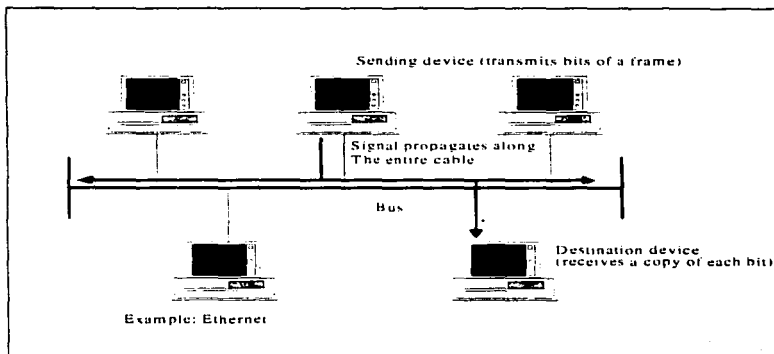 Sending device (transmits bits of a frame)
Signal propagates along
The entire cable
Bus
Destination device
(receives a copy of each bit)
Example: Ethernet